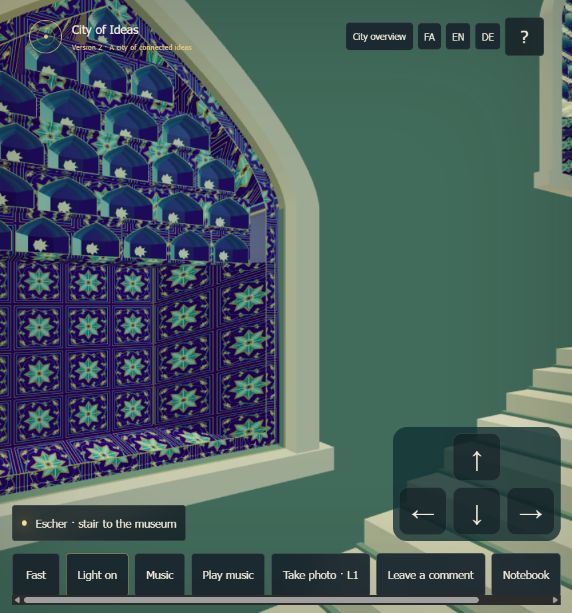 City of Ideas
Version 2 · A city of connected ideas
City overview
FA
EN
DE
?
↑
← ↓ →
Escher · stair to the museum
Fast
Light on
Music
Play music
Take photo · L1
Leave a comment
Notebook